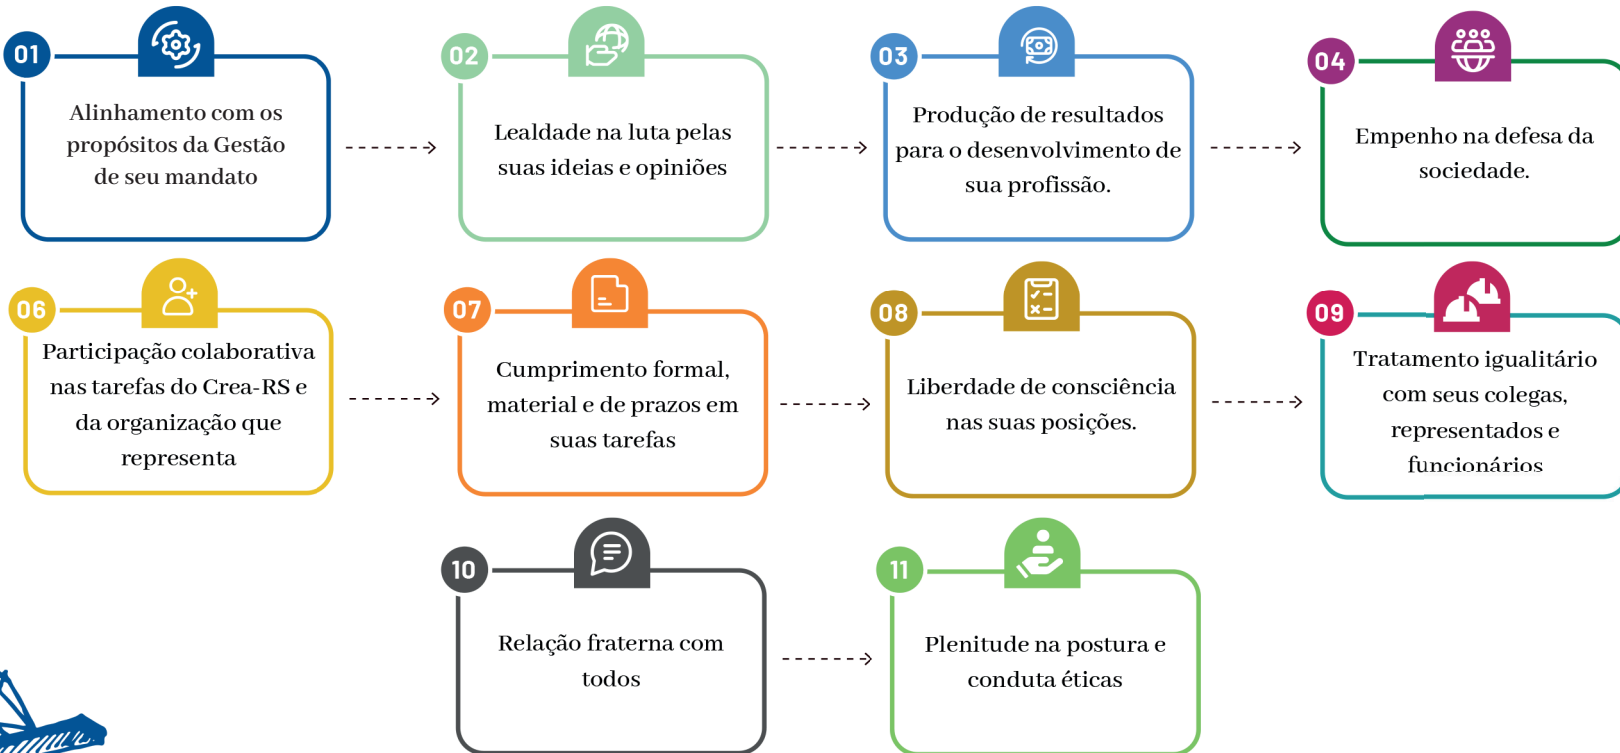 01
Alinhamento com os
propósitos da Gestão
de seu mandato
02
Lealdade na luta pelas
suas ideias e opiniões
03
Produção de resultados
para o desenvolvimento de
sua profissão.
04
Empenho na defesa da
sociedade.
06
Participação colaborativa
nas tarefas do Crea-RS e
da organização que
representa
07
Cumprimento formal,
material e de prazos em
suas tarefas
08
Liberdade de consciência
nas suas posições.
09
Tratamento igualitário
com seus colegas,
representados e
funcionários
10
Relação fraterna com
todos
11
Plenitude na postura e
conduta éticas